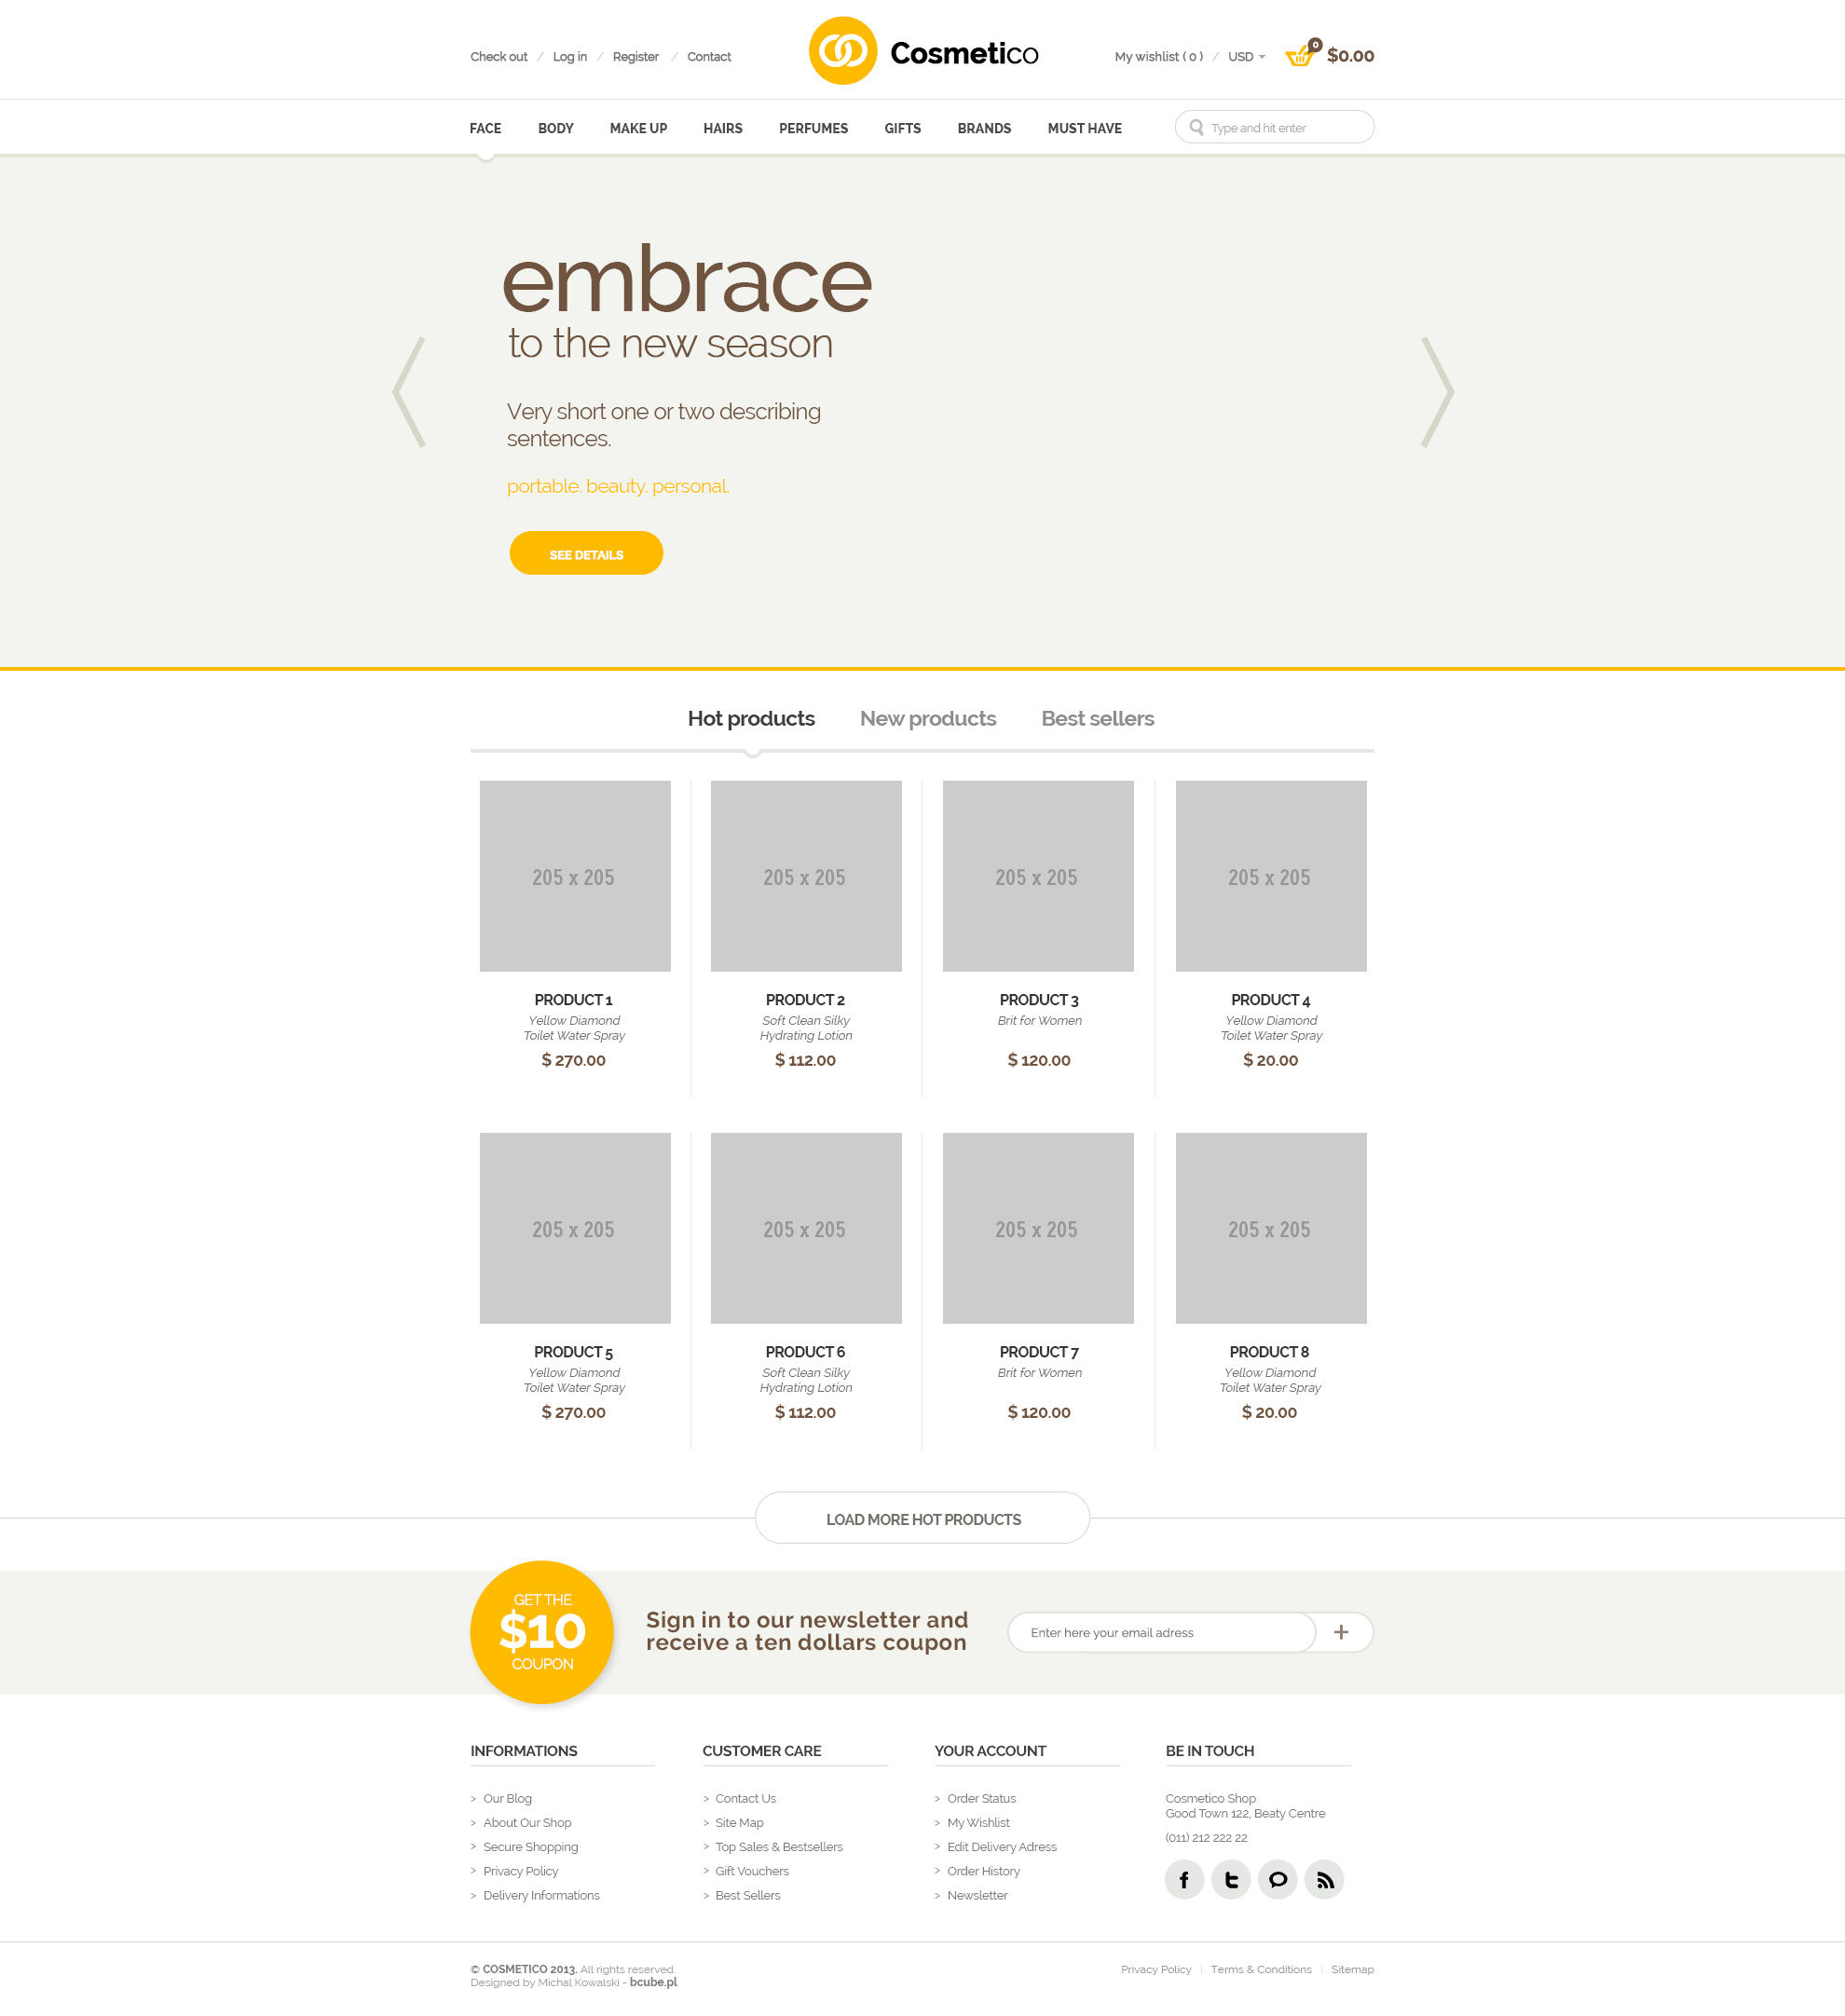 Check out / Log in / Register / Contact
Cosmetico
My wishlist ( 0 ) / USD
0
$0.00
FACE BODY MAKE UP HAIRS PERFUMES GIFTS BRANDS MUST HAVE
Type and hit enter
embrace
to the new season
Very short one or two describing
sentences.
portable. beauty. personal.
SEE DETAILS
Hot products New products Best sellers
205 x 205 205 x 205 205 x 205 205 x 205
PRODUCT 1
Yellow Diamond
Toilet Water Spray
$ 270.00
PRODUCT 2
Soft Clean Silky
Hydrating Lotion
$ 112.00
PRODUCT 3
Brit for Women
$ 120.00
PRODUCT 4
Yellow Diamond
Toilet Water Spray
$ 20.00
205 x 205 205 x 205 205 x 205 205 x 205
PRODUCT 5
Yellow Diamond
Toilet Water Spray
$ 270.00
PRODUCT 6
Soft Clean Silky
Hydrating Lotion
$ 112.00
PRODUCT 7
Brit for Women
$ 120.00
PRODUCT 8
Yellow Diamond
Toilet Water Spray
$ 20.00
LOAD MORE HOT PRODUCTS
GET THE
$10
COUPON
Sign in to our newsletter and
receive a ten dollars coupon
Enter here your email adress
+
INFORMATIONS
> Our Blog
> About Our Shop
> Secure Shopping
> Privacy Policy
> Delivery Informations
CUSTOMER CARE
> Contact Us
> Site Map
> Top Sales & Bestsellers
> Gift Vouchers
> Best Sellers
YOUR ACCOUNT
> Order Status
> My Wishlist
> Edit Delivery Adress
> Order History
> Newsletter
BE IN TOUCH
Cosmetico Shop
Good Town 122, Beaty Centre
(011) 212 222 22
© COSMETICO 2013. All rights reserved.
Designed by Michal Kowalski - bcube.pl
Privacy Policy | Terms & Conditions | Sitemap